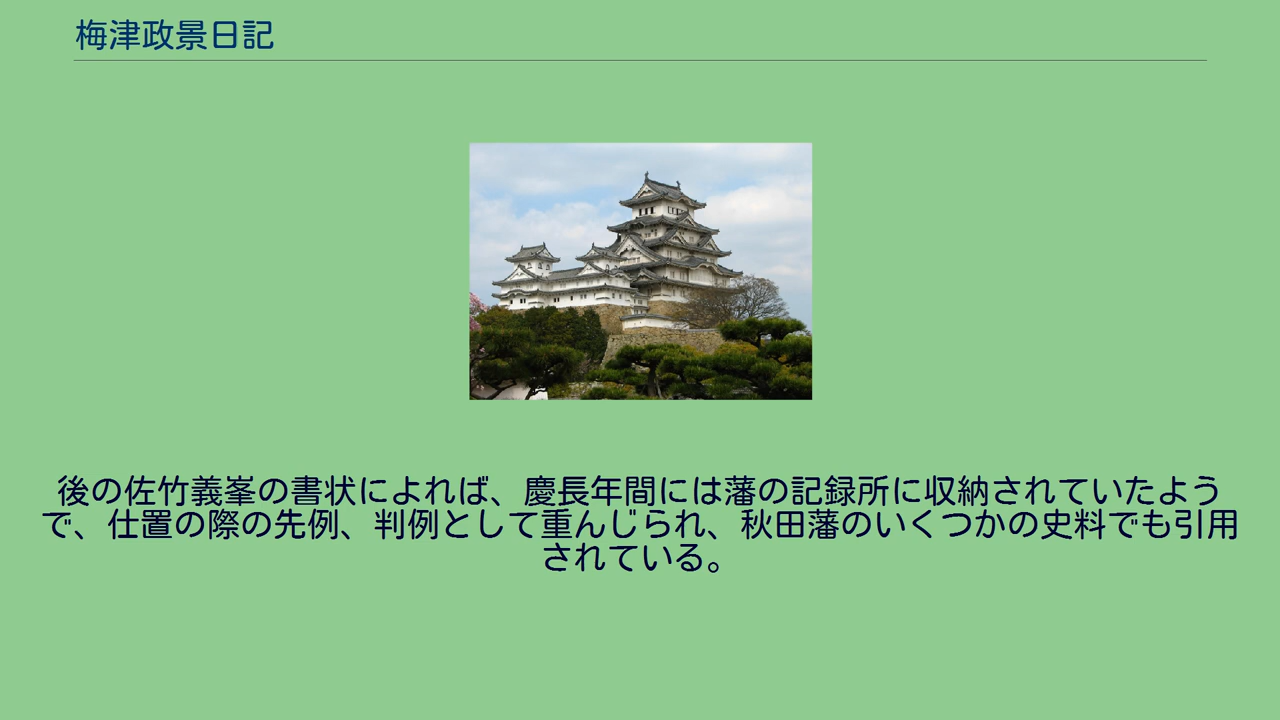 梅津政景日記
後の佐竹義峯の書状によれば、慶長年間には藩の記録所に収納されていたよう
で、仕置の際の先例、判例として重んじられ、秋田藩のいくつかの史料でも引用
されている。